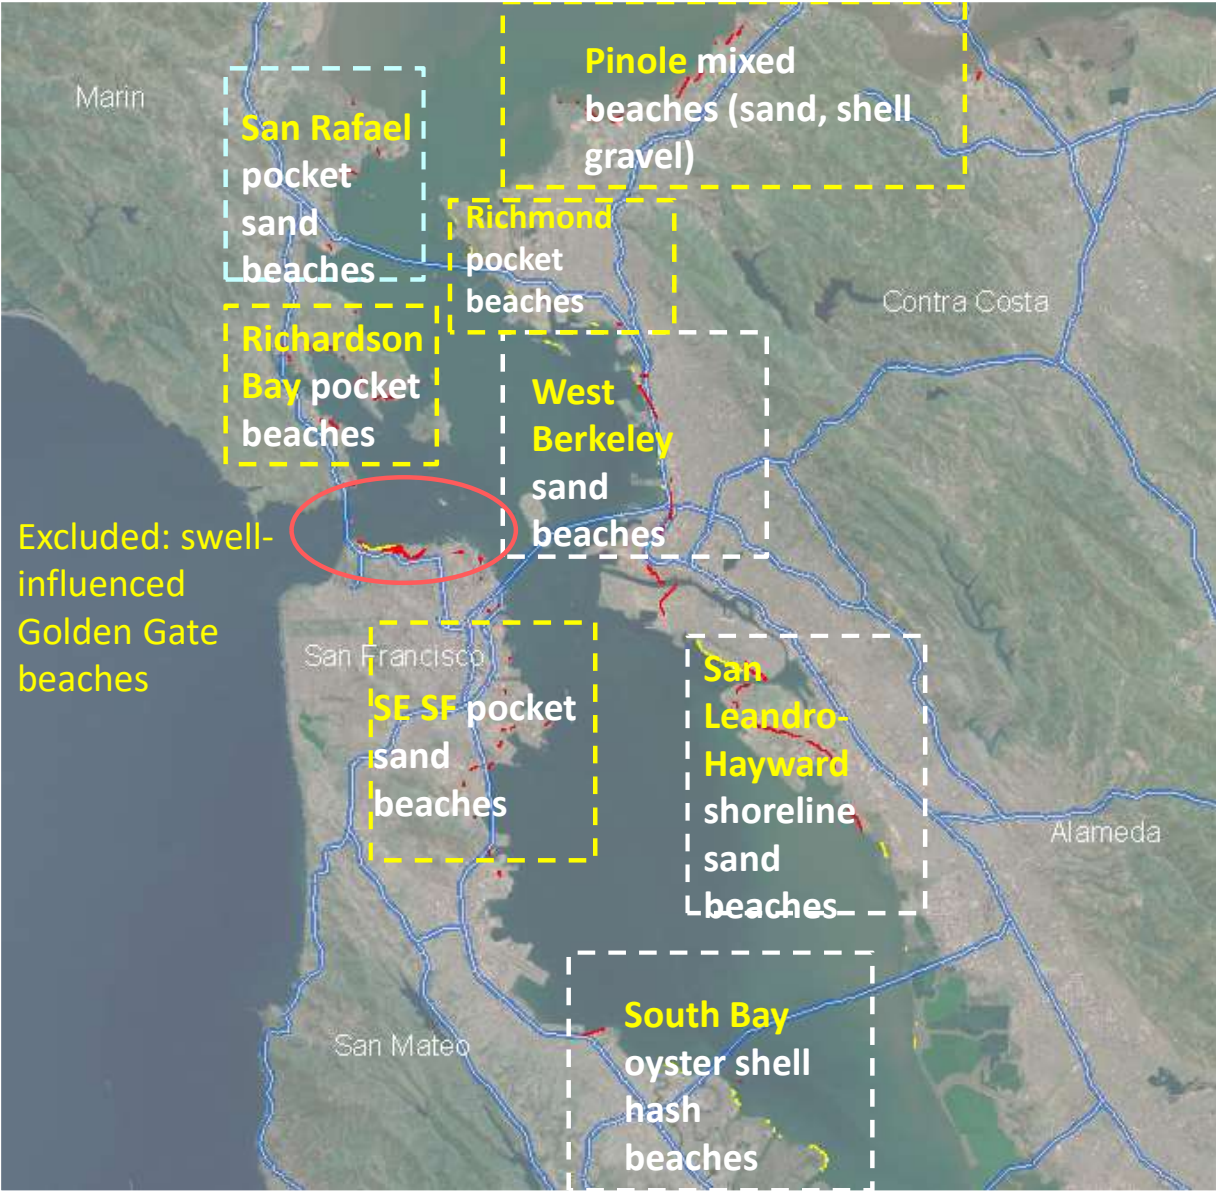 Marin
San Rafael
pocket
sand
beaches
Pinole mixed
beaches (sand, shell
gravel)
Richmond
pocket
beaches
Contra Costa
Richardson
Bay pocket
beaches
West
Berkeley
sand
beaches
Excluded: swell-
influenced
Golden Gate
beaches
San Francisco
SE SF pocket
sand
beaches
San
Leandro-
Hayward
shoreline
sand
beaches
Alameda
San Mateo
South Bay
oyster shell
hash
beaches